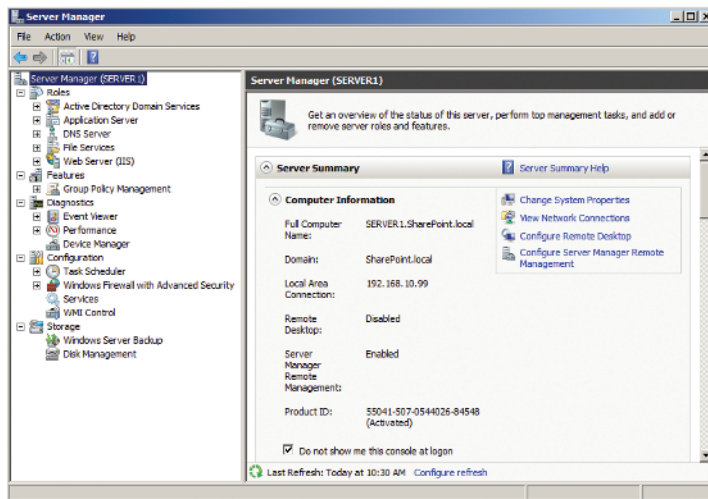 Server Manager
File Action View Help
Server Manager (SERVER1)
Roles
Active Directory Domain Services
Application Server
DNS Server
File Services
Web Server (IIS)
Features
Group Policy Management
Diagnostics
Event Viewer
Performance
Device Manager
Configuration
Task Scheduler
Windows Firewall with Advanced Security
Services
WMI Control
Storage
Windows Server Backup
Disk Management
Server Manager (SERVER1)
Get an overview of the status of this server, perform top management tasks, and add or
remove server roles and features.
Server Summary
Server Summary Help
Computer Information
Full Computer
Name:
SERVER1.SharePoint.local
Domain:
SharePoint.local
Local Area
Connection:
192.168.10.99
Remote
Desktop:
Disabled
Server
Manager
Remote
Management:
Enabled
Product ID:
55041-507-0544026-84548
(Activated)
Do not show me this console at logon
Change System Properties
View Network Connections
Configure Remote Desktop
Configure Server Manager Remote
Management
Last Refresh: Today at 10:30 AM Configure refresh